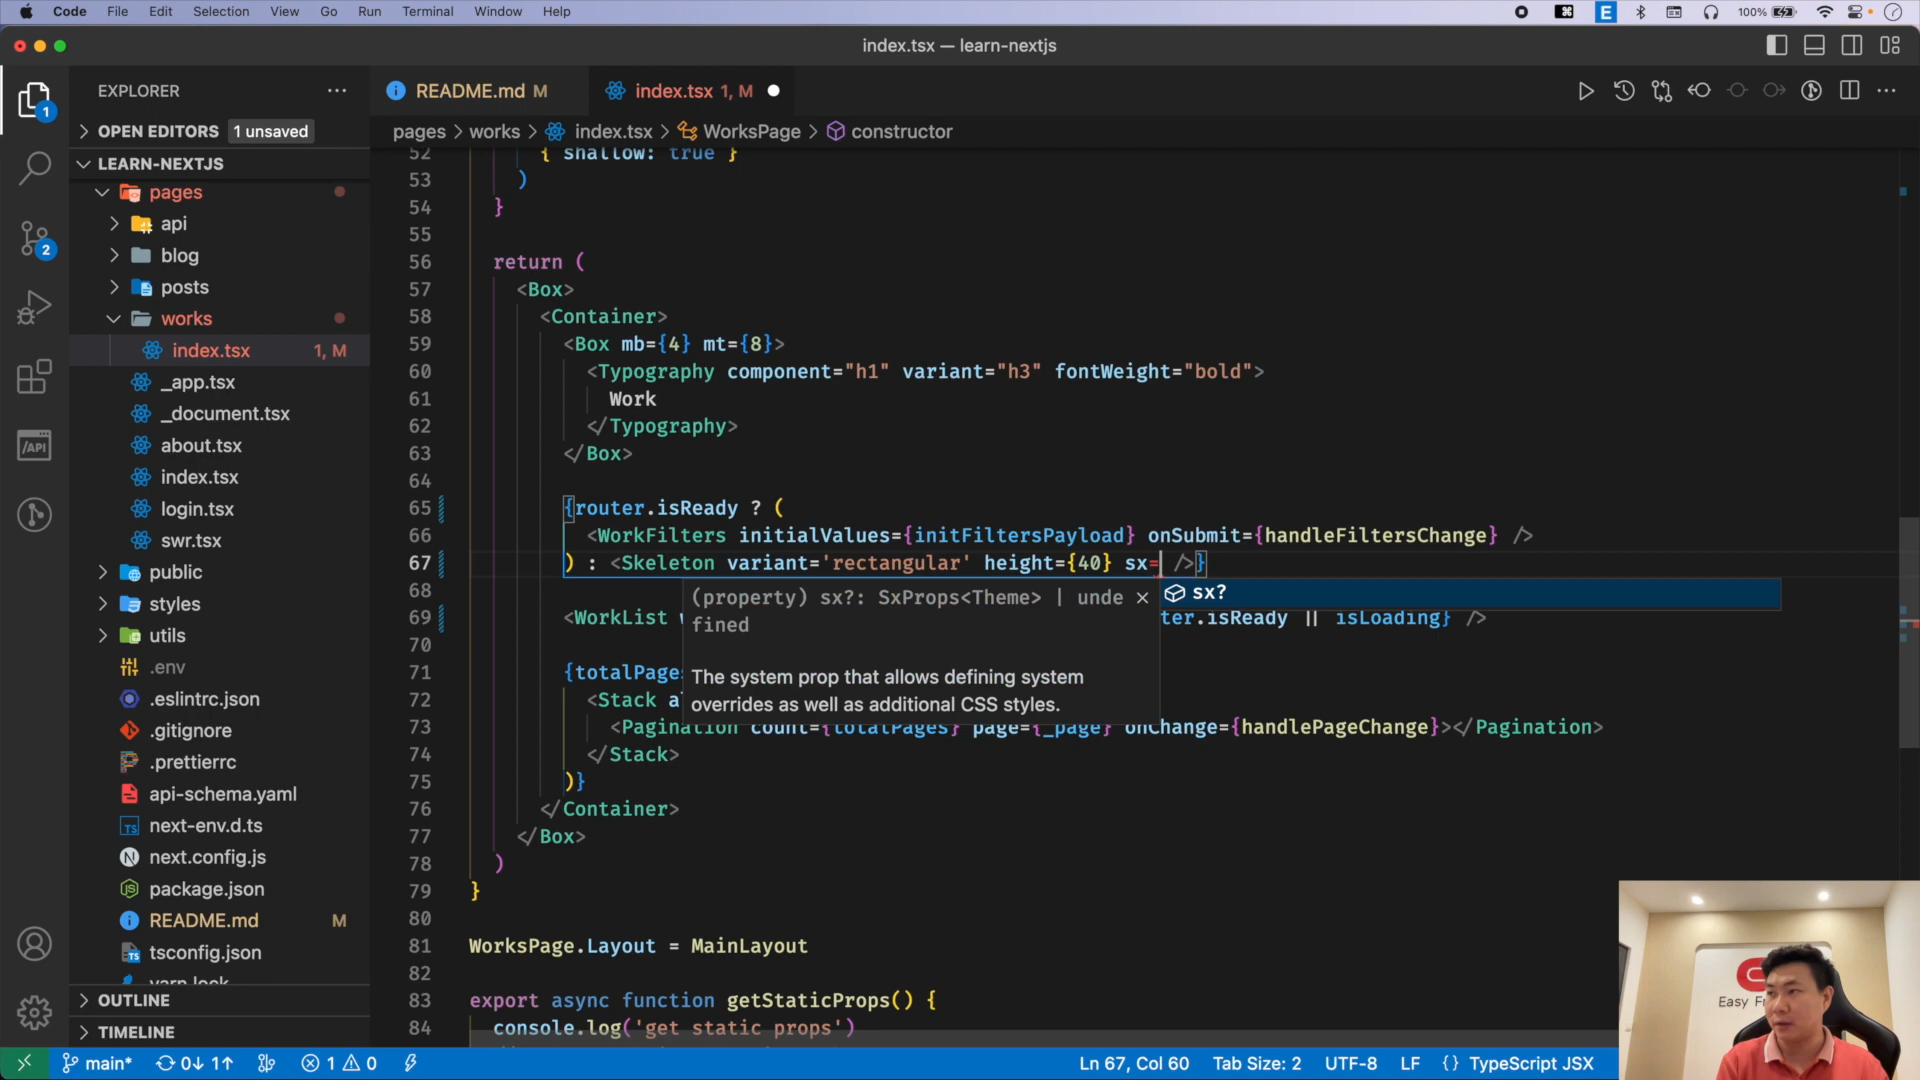 Code File Edit Selection View Go Run Terminal Window Help
E 100%
index.tsx — learn-nextjs
EXPLORER
OPEN EDITORS 1 unsaved
LEARN-NEXTJS
pages
api
blog
posts
works
index.tsx 1, M
_app.tsx
_document.tsx
about.tsx
index.tsx
login.tsx
swr.tsx
public
styles
utils
.env
.eslintrc.json
.gitignore
.prettierrc
api-schema.yaml
next-env.d.ts
next.config.js
package.json
README.md M
tsconfig.json
yarn.lock
OUTLINE
TIMELINE
1
2
/API
README.md M
index.tsx 1, M
pages > works > index.tsx > WorksPage > constructor
52 { shallow: true }
53 )
54 }
55
56 return (
57 <Box>
58 <Container>
59 <Box mb={4} mt={8}>
60 <Typography component="h1" variant="h3" fontWeight="bold">
61 Work
62 </Typography>
63 </Box>
64
65 {router.isReady ? (
66 <WorkFilters initialValues={initFiltersPayload} onSubmit={handleFiltersChange} />
67 ) : <Skeleton variant='rectangular' height={40} sx= />}
68
69 <WorkList ter.isReady || isLoading} />
70
71 {totalPages
72 <Stack
73 <Pagination count={totalPages} page={_page} onChange={handlePageChange}></Pagination>
74 </Stack>
75 )}
76 </Container>
77 </Box>
78 )
79 }
80
81 WorksPage.Layout = MainLayout
82
83 export async function getStaticProps() {
84 console.log('get static props')
(property) sx?: SxProps<Theme> | unde
fined
The system prop that allows defining system
overrides as well as additional CSS styles.
sx?
Easy
main* 0↓ 1↑ 1 0
Ln 67, Col 60 Tab Size: 2 UTF-8 LF {} TypeScript JSX